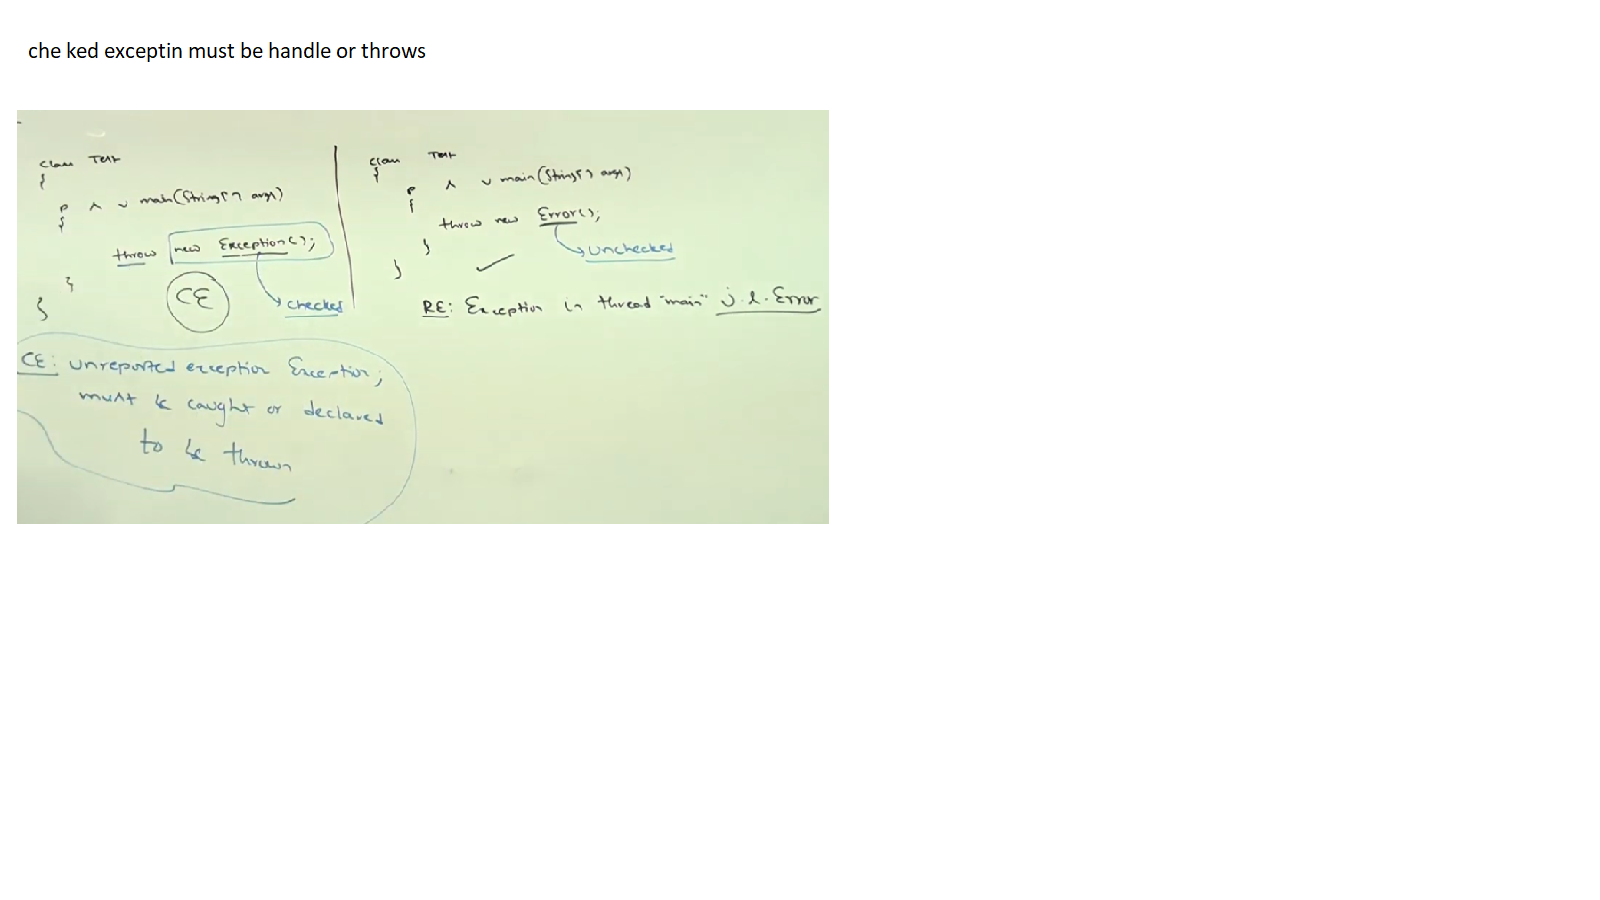 che ked exceptin must be handle or throws
class Test
{
p s v main(String[] args)
{
throw new Exception();
}
CE
checked
}
class Test
{
p s v main(String[] args)
{
throw new Error();
}
unchecked
}
RE: Exception in thread "main" j.l.Error
CE: unreported exception Exception;
must be caught or declared
to be thrown